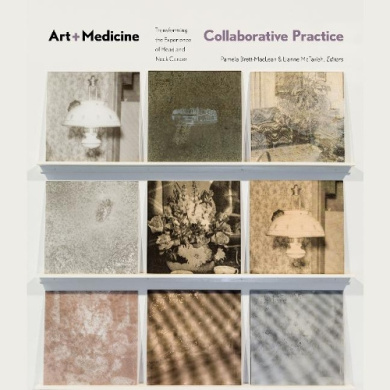 Art+Medicine
Transforming
the Experience
of Head and
Neck Cancer
Collaborative Practice
Pamela Brett-MacLean & Lianne McTavish, Editors